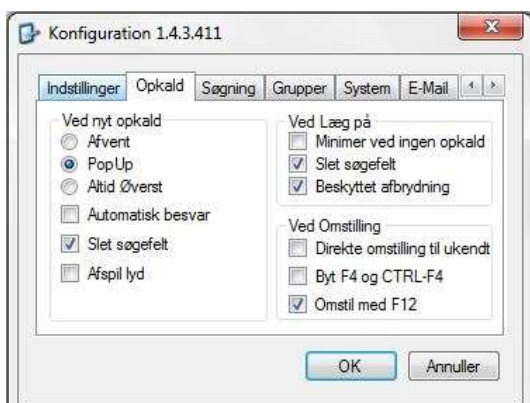 Konfiguration 1.4.3.411
Indstillinger Opkald Søgning Grupper System E-Mail
Ved nyt opkald
Afvent
PopUp
Altid Øverst
Automatisk besvar
Slet søgefelt
Afspil lyd
Ved Læg på
Minimer ved ingen opkald
Slet søgefelt
Beskyttet afbrydning
Ved Omstilling
Direkte omstilling til ukendt
Byt F4 og CTRL-F4
Omstil med F12
OK Annuller